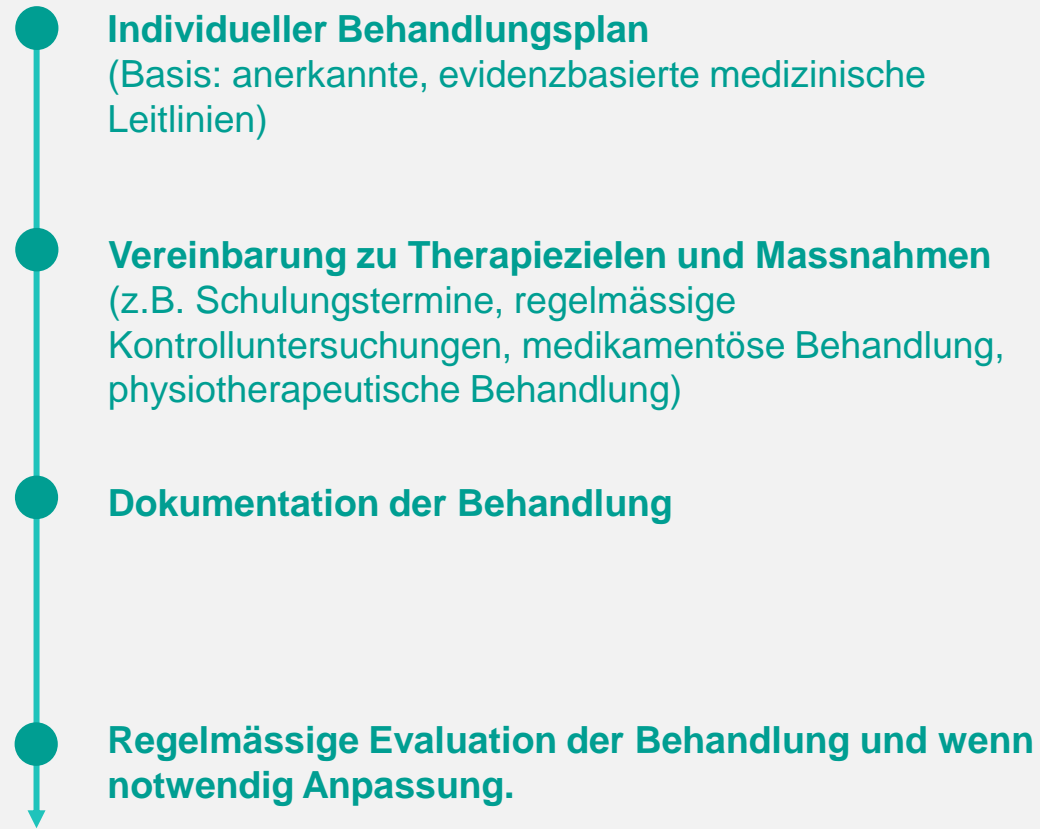 Individueller Behandlungsplan
(Basis: anerkannte, evidenzbasierte medizinische
Leitlinien)
Vereinbarung zu Therapiezielen und Massnahmen
(z.B. Schulungstermine, regelmässige
Kontrolluntersuchungen, medikamentöse Behandlung,
physiotherapeutische Behandlung)
Dokumentation der Behandlung
Regelmässige Evaluation der Behandlung und wenn
notwendig Anpassung.